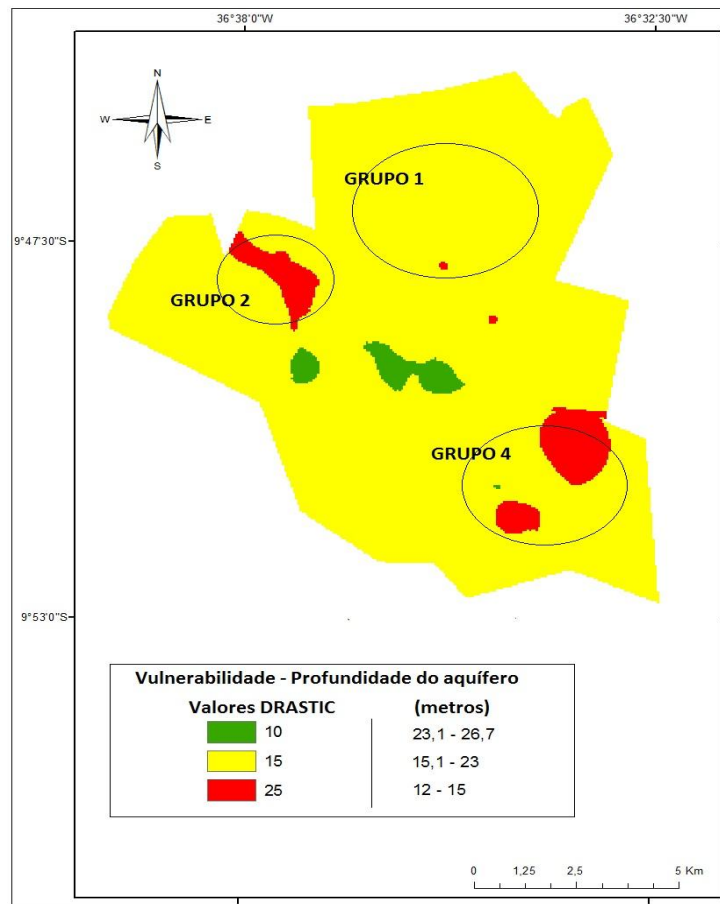 36°38'0"W
36°32'30"W
N
W
E
S
GRUPO 1
9°47'30"S
GRUPO 2
GRUPO 4
9°53'0"S
Vulnerabilidade - Profundidade do aquífero
Valores DRASTIC (metros)
10 23,1 - 26,7
15 15,1 - 23
25 12 - 15
0 1,25 2,5 5 Km